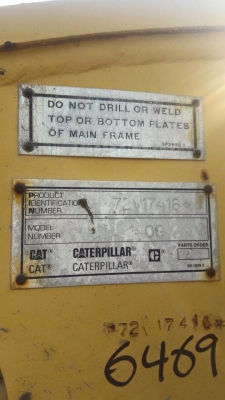 DO NOT DRILL OR WELD
TOP OR BOTTOM PLATES
OF MAIN FRAME
PRODUCT
IDENTIFICATION
NUMBER
72V17416
MODEL
NUMBER
0G
PARTS ORDER
CAT CATERPILLAR C
CAT CATERPILLAR
*72V17416*
6469